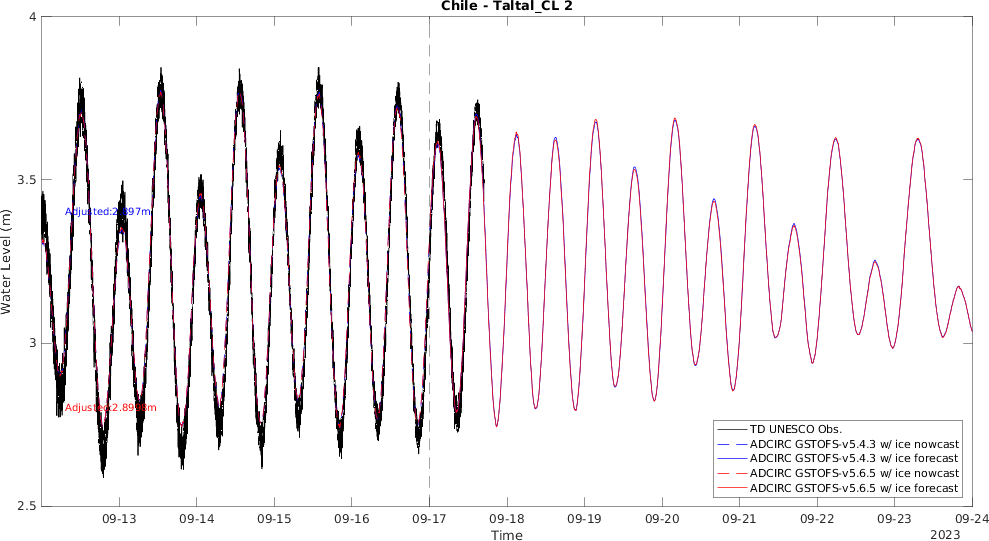 Chile - Taltal_CL 2
4
3.5
3
2.5
Water Level (m)
Adjusted:2.897m
09-13
09-14
09-15
09-16
09-17
09-18
09-19
09-20
09-21
09-22
09-23
09-24
Time
2023
TD UNESCO Obs.
ADCIRC GSTOFS-v5.4.3 w/ ice nowcast
ADCIRC GSTOFS-v5.4.3 w/ ice forecast
ADCIRC GSTOFS-v5.6.5 w/ ice nowcast
ADCIRC GSTOFS-v5.6.5 w/ ice forecast